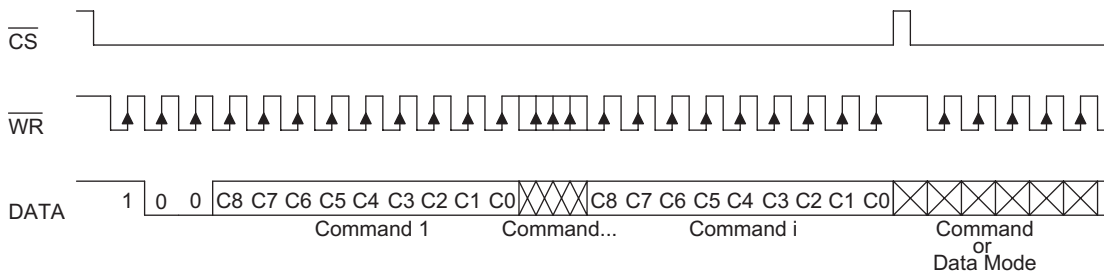 CS
WR
DATA
1 0 0 C8 C7 C6 C5 C4 C3 C2 C1 C0 C8 C7 C6 C5 C4 C3 C2 C1 C0
Command 1 Command... Command i Command
or
Data Mode